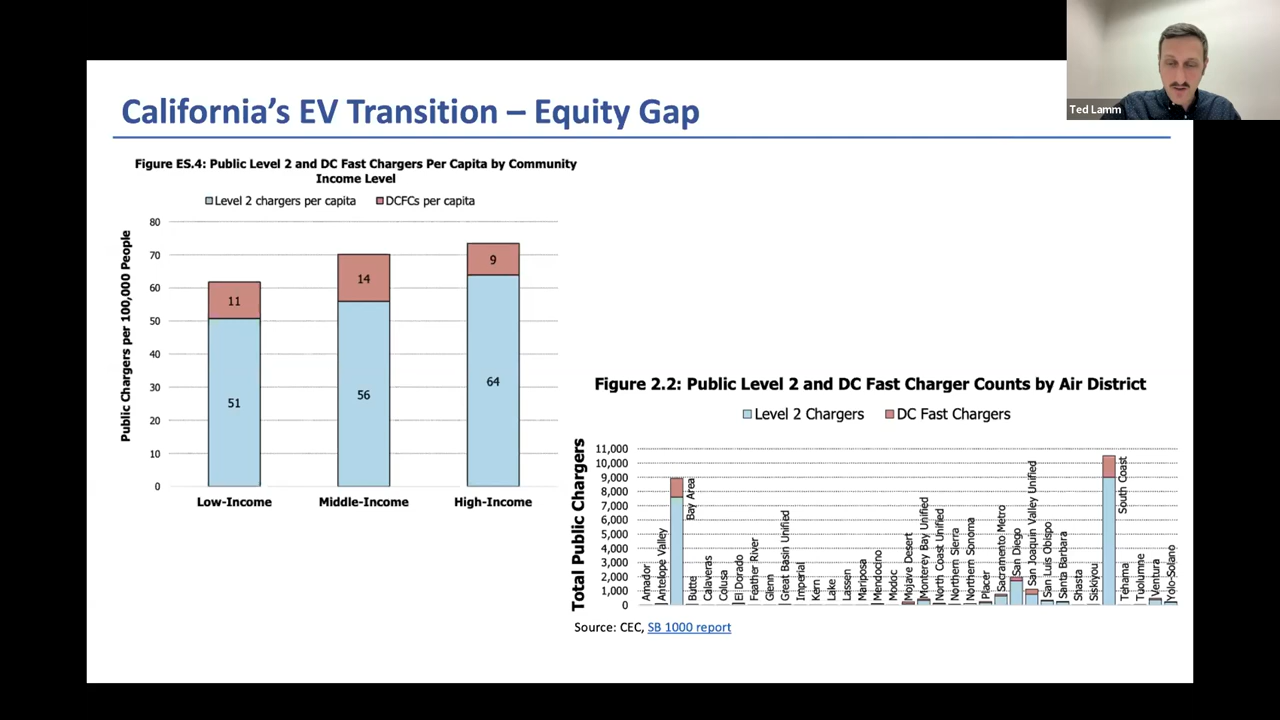 Ted Lamm
California's EV Transition – Equity Gap
Figure ES.4: Public Level 2 and DC Fast Chargers Per Capita by Community
Income Level
Level 2 chargers per capita DCFCs per capita
Public Chargers per 100,000 People
80
70
60
50
40
30
20
10
0
11
51
14
56
9
64
Low-Income Middle-Income High-Income
Figure 2.2: Public Level 2 and DC Fast Charger Counts by Air District
Level 2 Chargers DC Fast Chargers
Total Public Chargers
11,000
10,000
9,000
8,000
7,000
6,000
5,000
4,000
3,000
2,000
1,000
0
Amador
Antelope Valley
Bay Area
Butte
Calaveras
Colusa
El Dorado
Feather River
Glenn
Great Basin Unified
Imperial
Kern
Lake
Lassen
Mariposa
Mendocino
Modoc
Mojave Desert
Monterey Bay Unified
North Coast Unified
Northern Sierra
Northern Sonoma
Placer
Sacramento Metro
San Diego
San Joaquin Valley Unified
San Luis Obispo
Santa Barbara
Shasta
Siskiyou
South Coast
Tehama
Tuolumne
Ventura
Yolo-Solano
Source: CEC, SB 1000 report